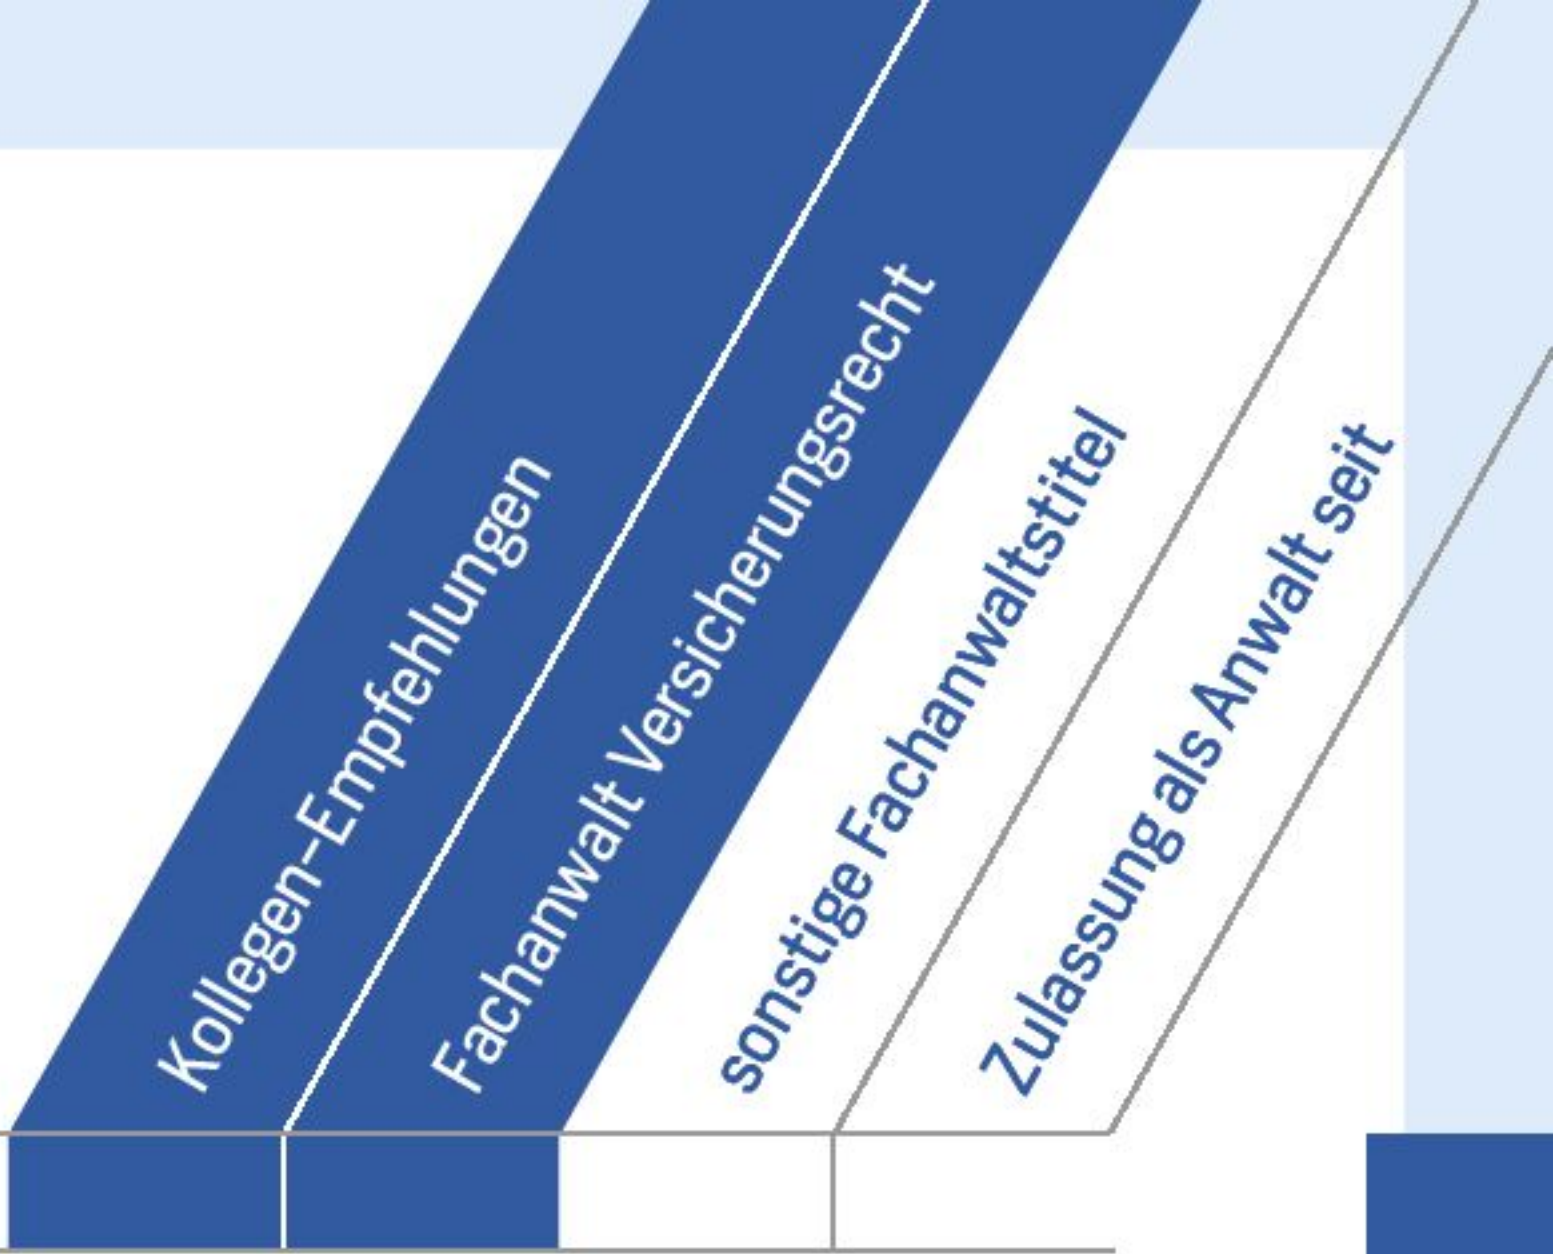 Kollegen-Empfehlungen
Fachanwalt Versicherungsrecht
sonstige Fachanwaltstitel
Zulassung als Anwalt seit